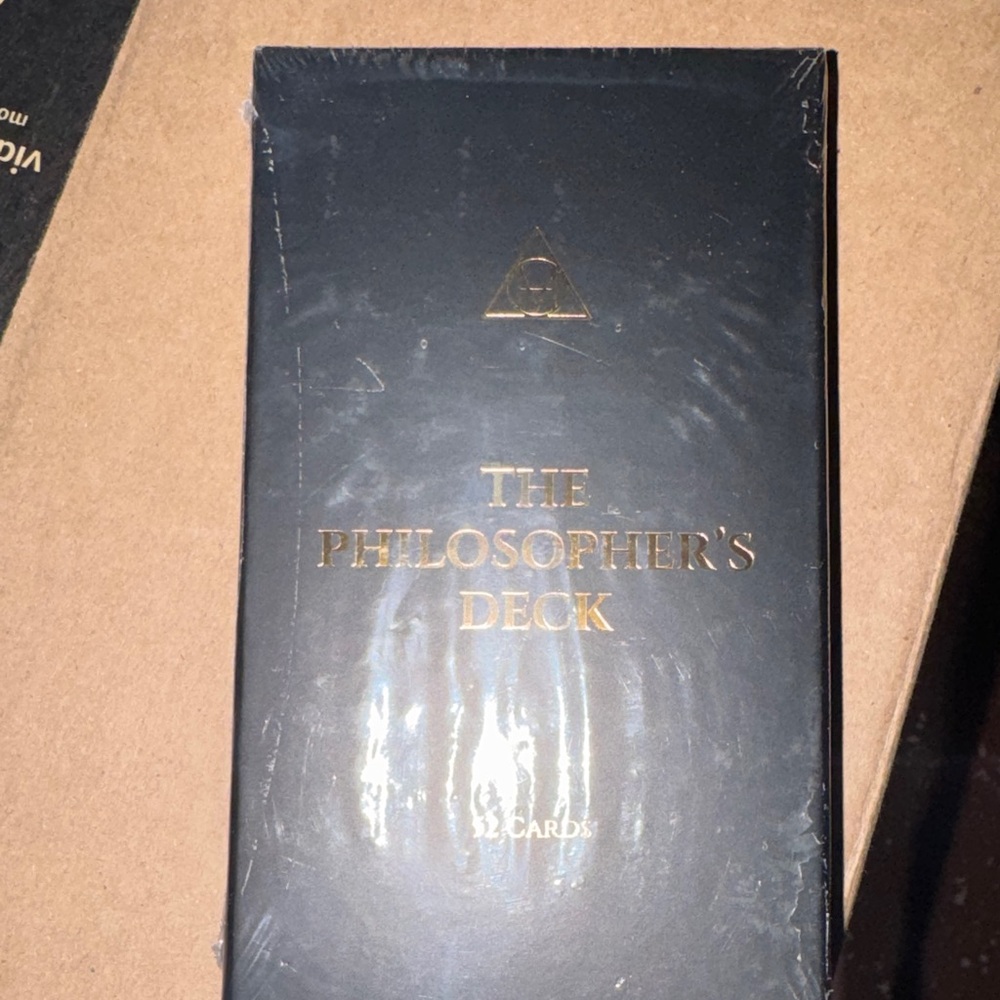 THE
PHILOSOPHER'S
DECK
52 CARDS